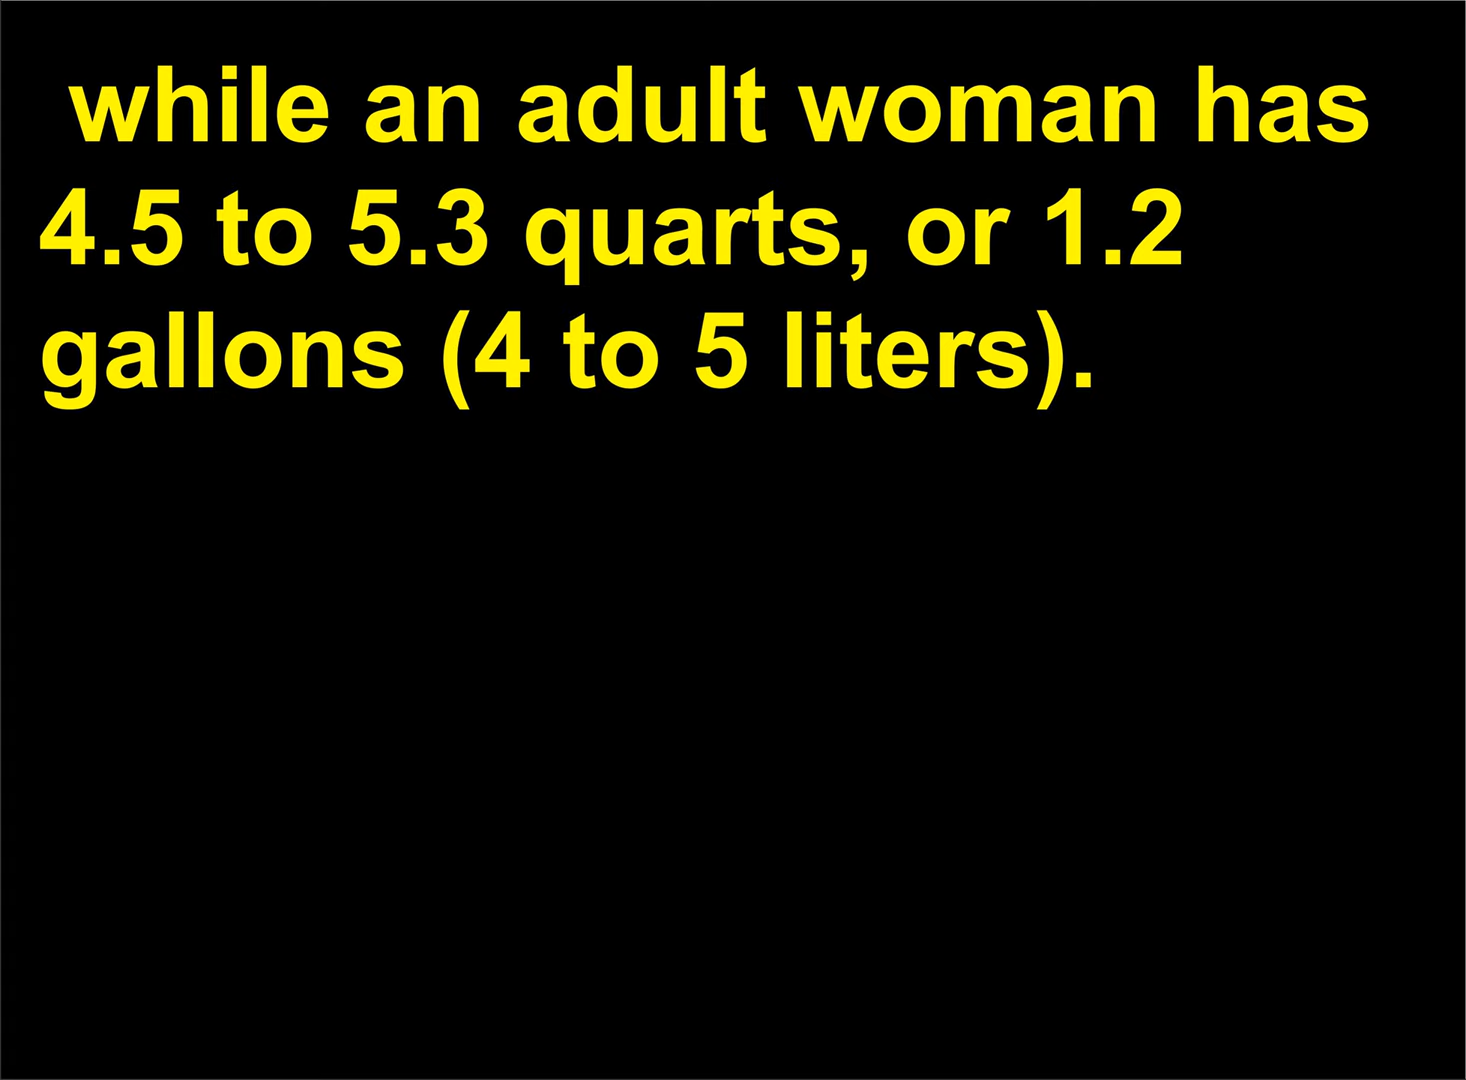 while an adult woman has
4.5 to 5.3 quarts, or 1.2
gallons (4 to 5 liters).